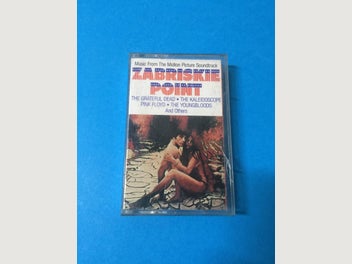 Music From The Motion Picture Soundtrack
ZABRISKIE
POINT
THE GRATEFUL DEAD • THE KALEIDOSCOPE
PINK FLOYD • THE YOUNGBLOODS
And Others